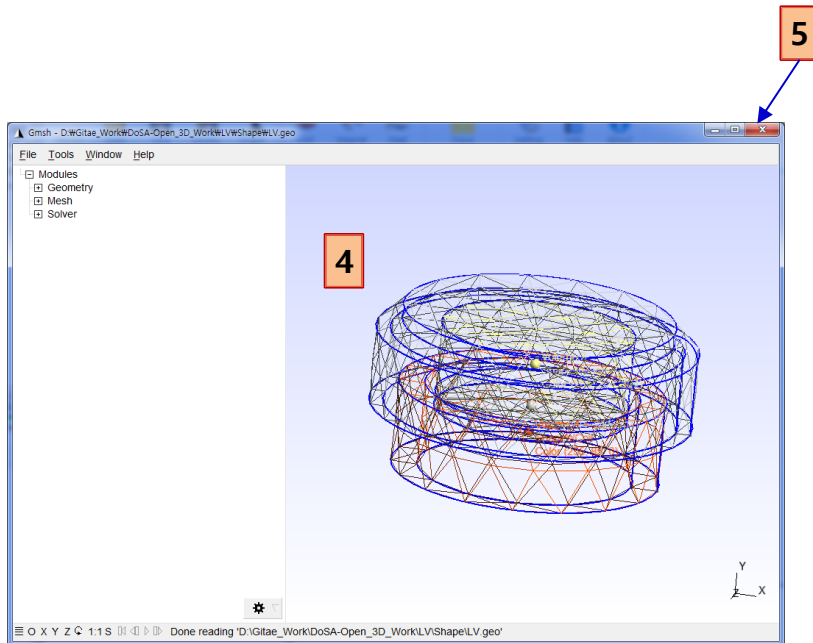 5
Gmsh - D:₩Gitae_Work₩DoSA-Open_3D_Work₩LV₩Shape₩LV.geo
File Tools Window Help
Modules
Geometry
Mesh
Solver
4
Y
Z X
O X Y Z 1:1 S Done reading 'D:\Gitae_Work\DoSA-Open_3D_Work\LV\Shape\LV.geo'